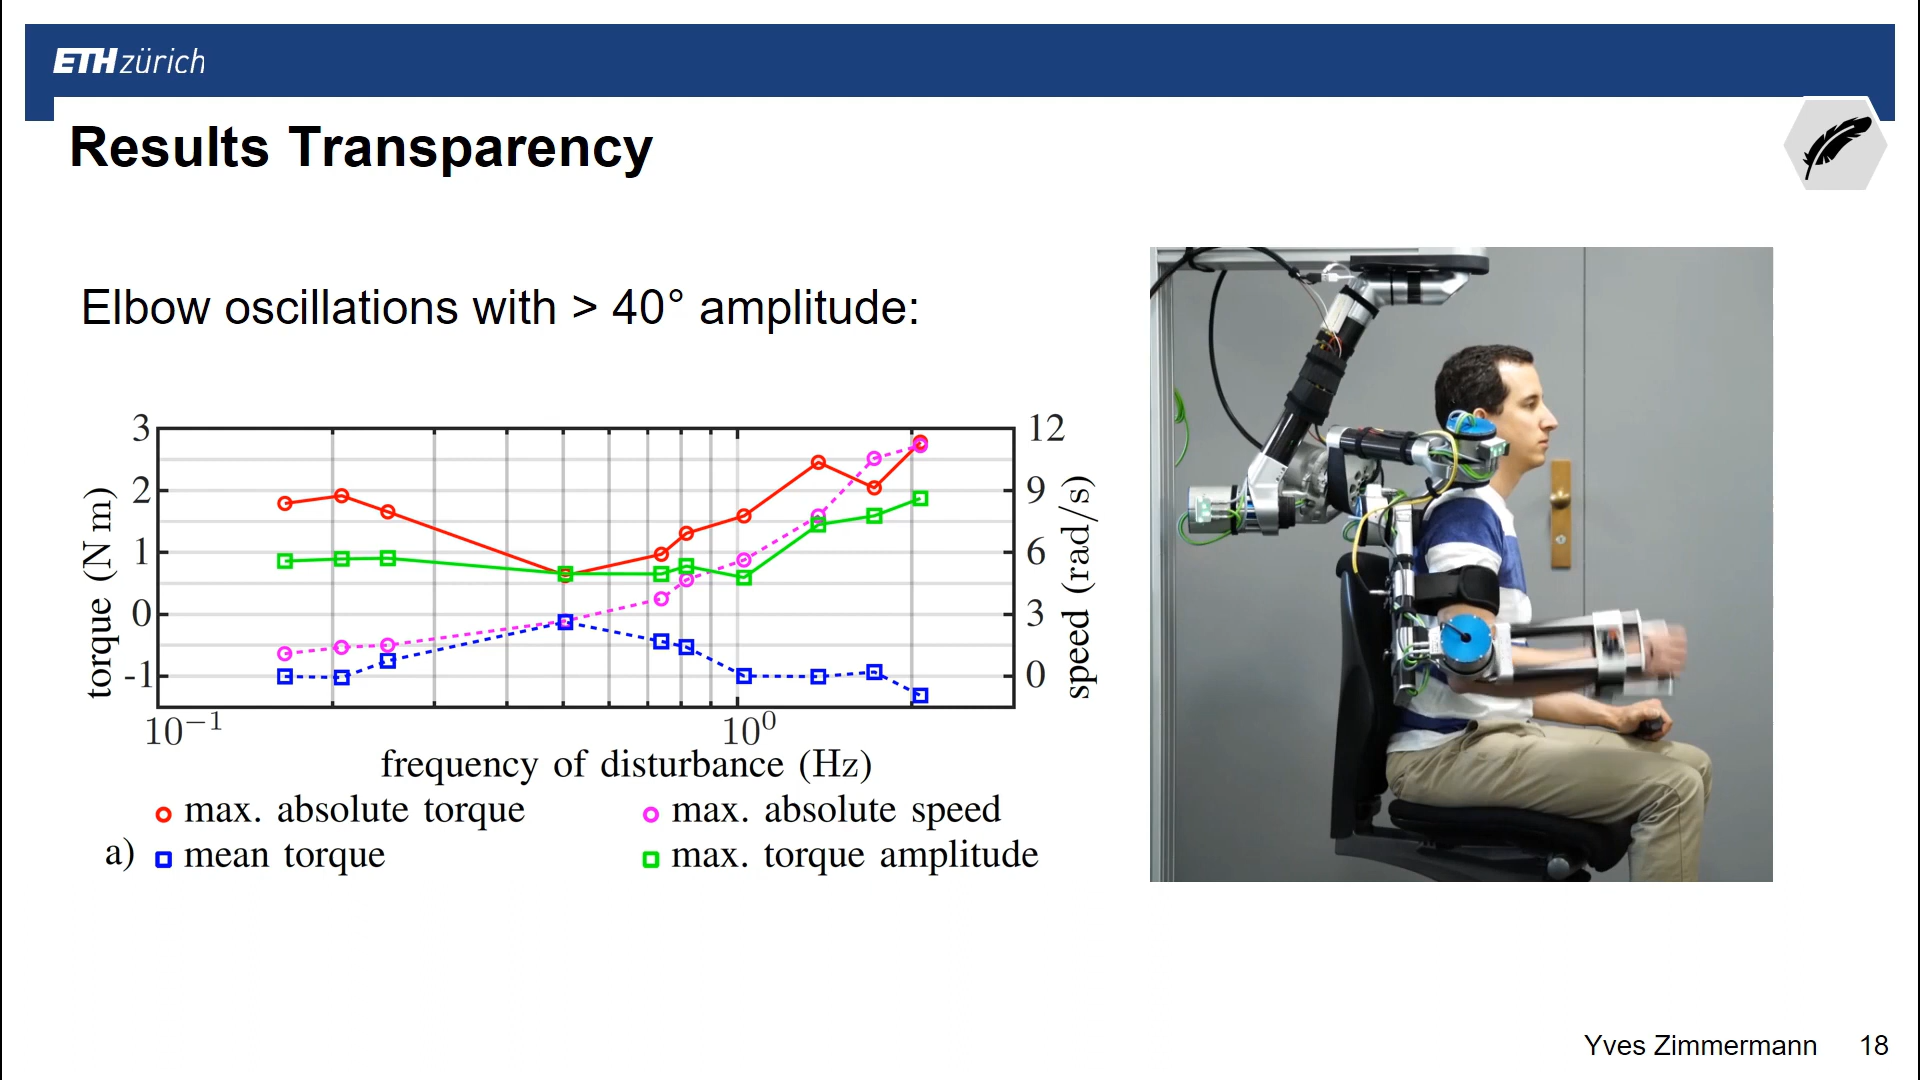 ETH zürich
Results Transparency
Elbow oscillations with > 40° amplitude:
3
2
1
0
-1
torque (N m)
12
9
6
3
0
speed (rad/s)
10⁻¹
10⁰
frequency of disturbance (Hz)
max. absolute torque
max. absolute speed
a)
mean torque
max. torque amplitude
Yves Zimmermann 18